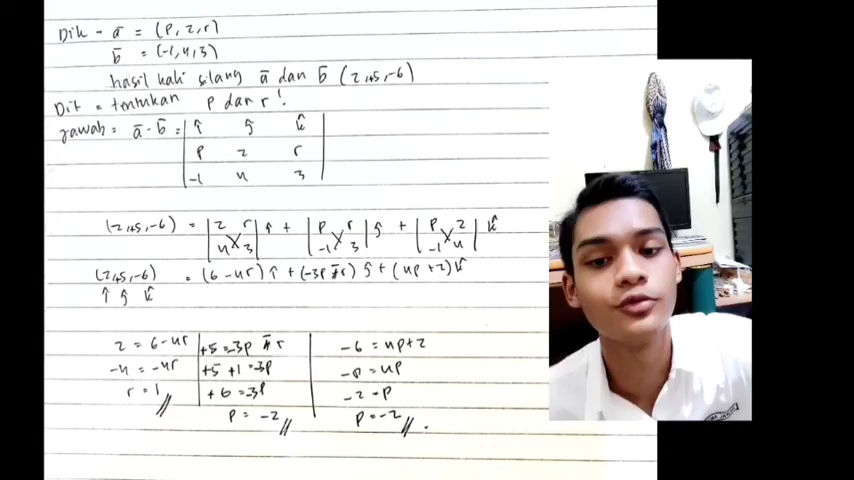 Dik - ā = (p, 2, r)
b̄ = (-1, 4, 3)
hasil kali silang ā dan b̄ (2, +5, -6)
Dit = tentukan p dan r !
Jawab = ā · b̄ = | î ĵ k̂ |
| p 2 r |
| -1 4 3 |
(2, +5, -6) = | 2 r | î + | p r | ĵ + | p 2 | k̂
| 4 3 | | -1 3 | | -1 4 |
(2, +5, -6) = (6 - 4r) î + (-3p r) ĵ + (4p + 2) k̂
î ĵ k̂
2 = 6 - 4r | +5 = -3p r | -6 = 4p + 2
-4 = -4r | +5 + 1 = -3p | -8 = 4p
r = 1 // | +6 = -3p | -2 = p
p = -2 // | p = -2 // .